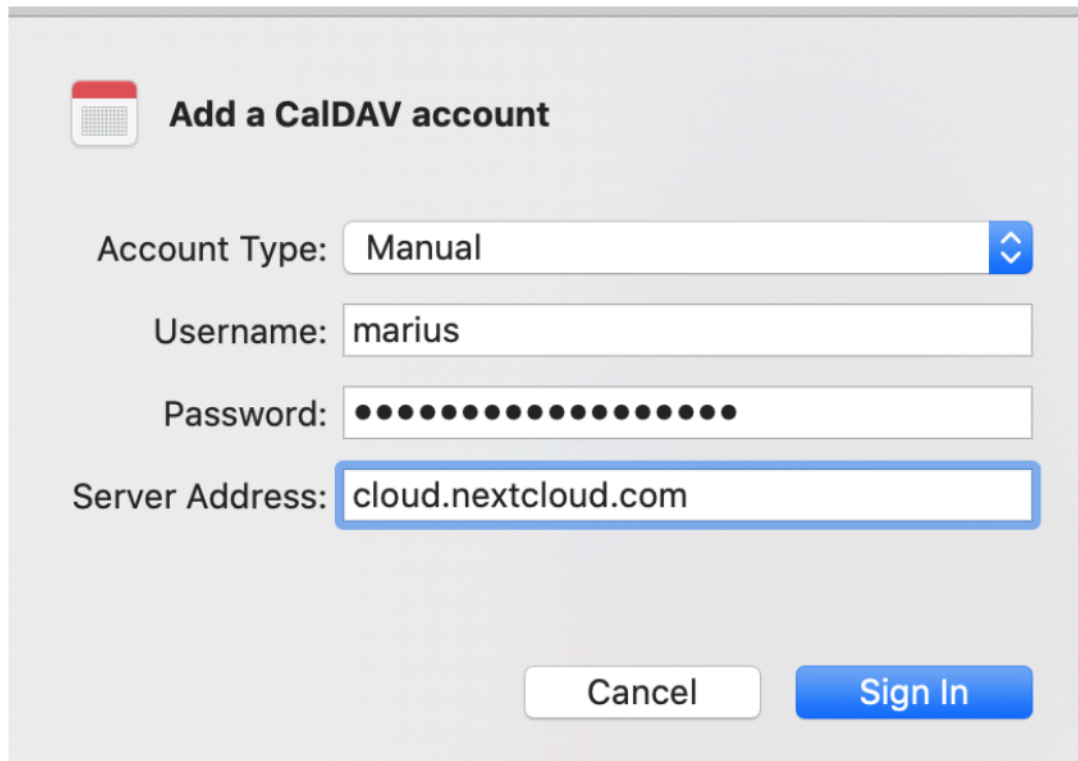 Add a CalDAV account
Account Type: Manual
Username: marius
Password: ••••••••••••••••••
Server Address: cloud.nextcloud.com
Cancel Sign In